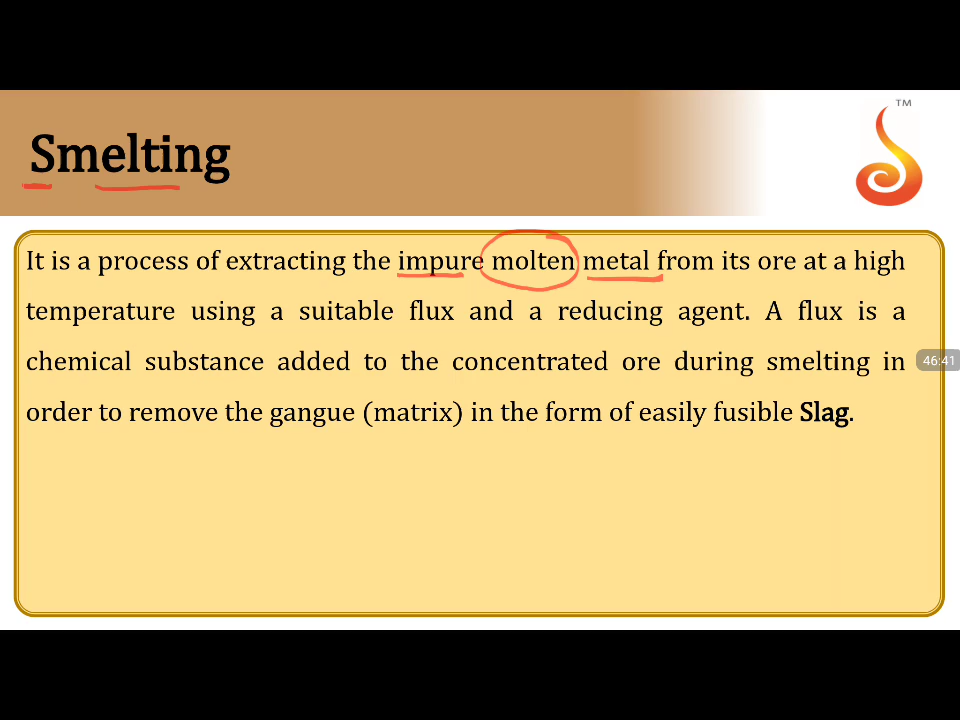 TM
Smelting
It is a process of extracting the impure molten metal from its ore at a high
temperature using a suitable flux and a reducing agent. A flux is a
chemical substance added to the concentrated ore during smelting in
46:41
order to remove the gangue (matrix) in the form of easily fusible Slag.